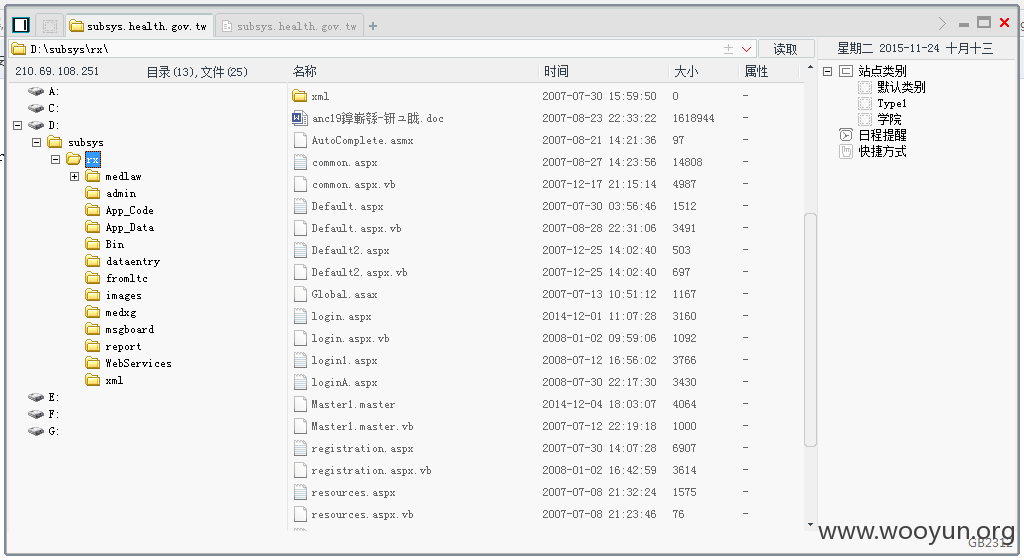 subsys.health.gov.tw
subsys.health.gov.tw
D:\subsys\rx\
读取
星期二 2015-11-24 十月十三
210.69.108.251
目录(13),文件(25)
A:
C:
D:
subsys
rx
medlaw
admin
App_Code
App_Data
Bin
dataentry
fromltc
images
medxg
msgboard
report
WebServices
xml
E:
F:
G:
名称 时间 大小 属性
xml 2007-07-30 15:59:50 0 -
2007-08-23 22:33:22 1618944 -
AutoComplete.asmx 2007-08-21 14:21:36 97 -
common.aspx 2007-08-27 14:23:56 14808 -
common.aspx.vb 2007-12-17 21:15:14 4987 -
Default.aspx 2007-07-30 03:56:46 1512 -
Default.aspx.vb 2007-08-28 22:31:06 3491 -
Default2.aspx 2007-12-25 14:02:40 503 -
Default2.aspx.vb 2007-12-25 14:02:40 697 -
Global.asax 2007-07-13 10:51:12 1167 -
login.aspx 2014-12-01 11:07:28 3160 -
login.aspx.vb 2008-01-02 09:59:06 1092 -
login1.aspx 2008-07-12 16:56:02 3766 -
loginA.aspx 2008-07-30 22:17:30 3430 -
Master1.master 2014-12-04 18:03:07 4064 -
Master1.master.vb 2007-07-12 22:19:18 1000 -
registration.aspx 2007-07-30 14:07:28 6907 -
registration.aspx.vb 2008-01-02 16:42:59 3614 -
resources.aspx 2007-07-08 21:32:24 1575 -
resources.aspx.vb 2007-07-08 21:23:46 76 -
站点类别
默认类别
Type1
学院
日程提醒
快捷方式
www.wooyun.org
GB2312